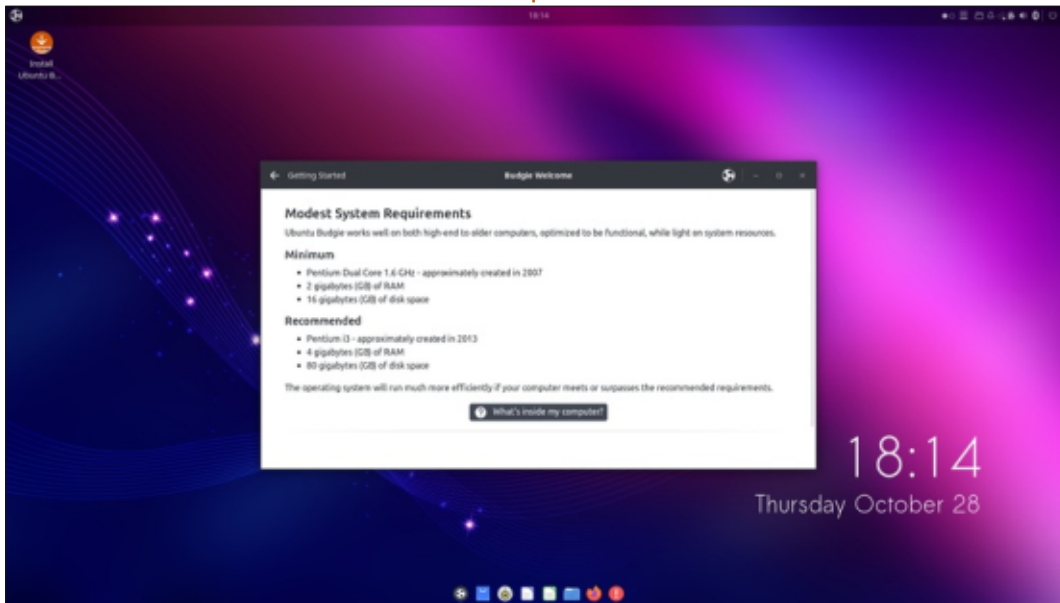 18:14
Install
Ubuntu B...
Getting Started
Budgie Welcome
Modest System Requirements
Ubuntu Budgie works well on both high-end to older computers, optimized to be functional, while light on system resources.
Minimum
• Pentium Dual Core 1.6 GHz - approximately created in 2007
• 2 gigabytes (GB) of RAM
• 16 gigabytes (GB) of disk space
Recommended
• Pentium i3 - approximately created in 2013
• 4 gigabytes (GB) of RAM
• 80 gigabytes (GB) of disk space
The operating system will run much more efficiently if your computer meets or surpasses the recommended requirements.
What's inside my computer?
18:14
Thursday October 28